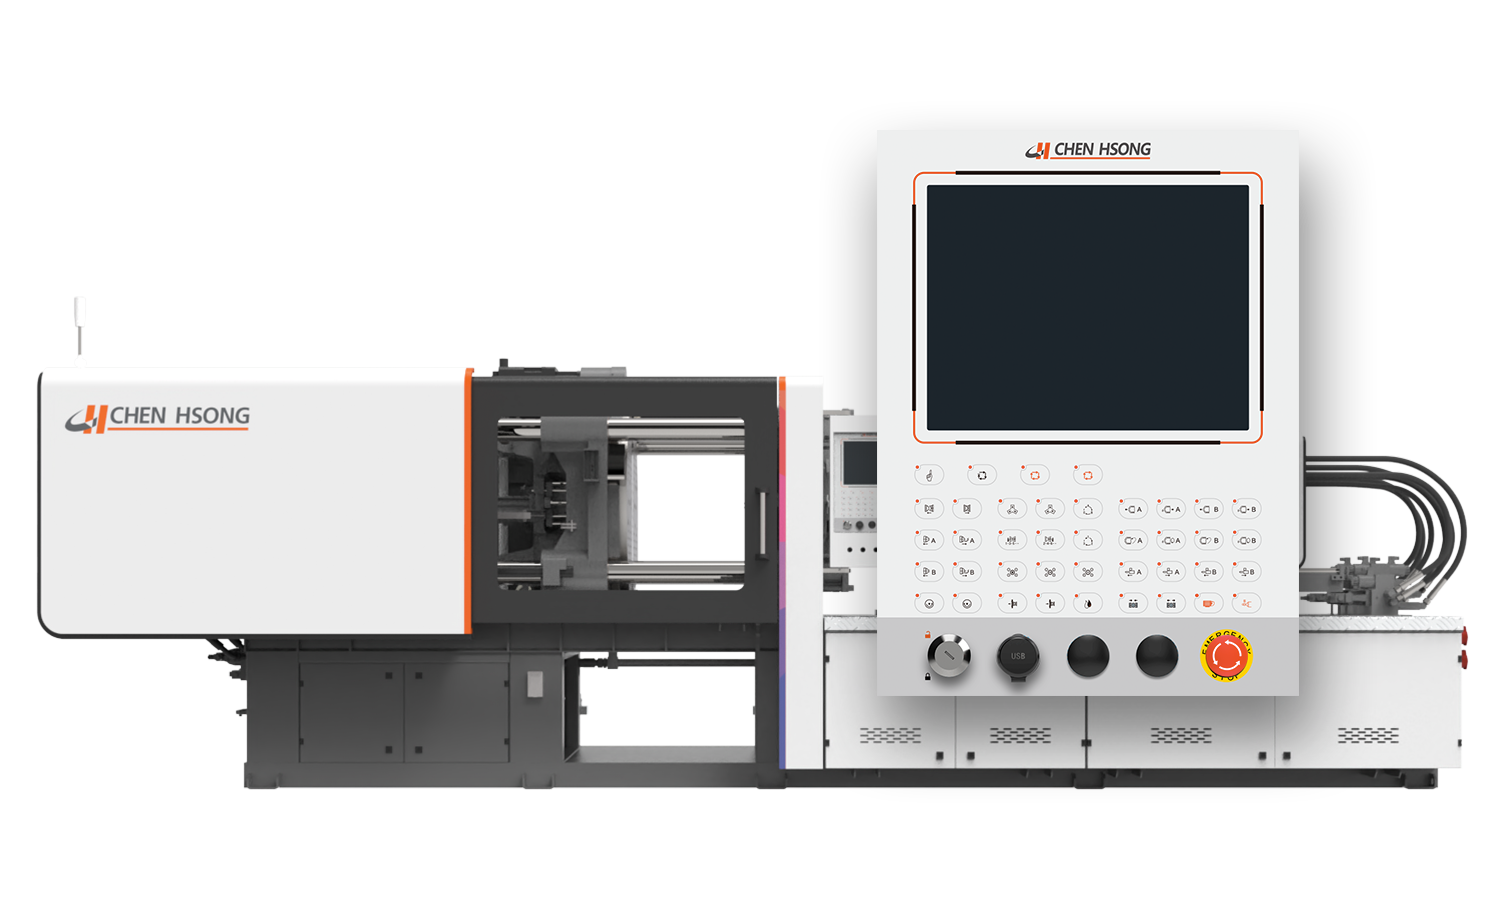 CHEN HSONG
CHEN HSONG
A A B B
A A A A B B
B B A A B B
USB
EMERGENCY
STOP